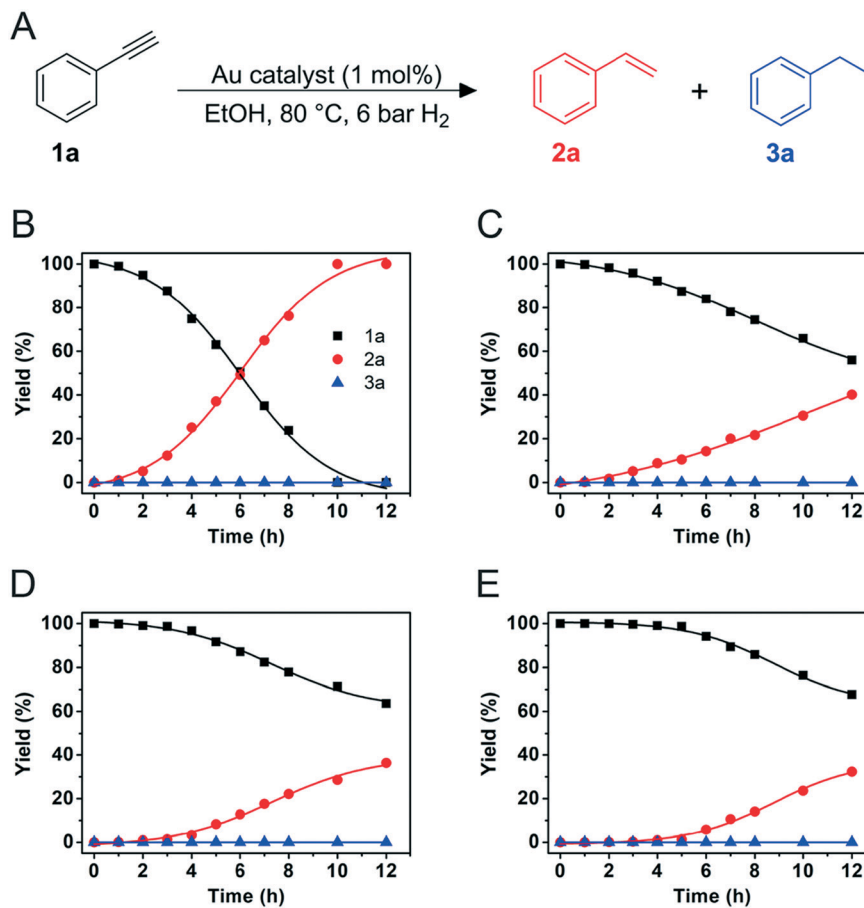 A
Au catalyst (1 mol%)
EtOH, 80 °C, 6 bar H₂
+
1a
2a
3a
B
Yield (%)
100
80
60
40
20
0
1a
2a
3a
0 2 4 6 8 10 12
Time (h)
C
Yield (%)
100
80
60
40
20
0
0 2 4 6 8 10 12
Time (h)
D
Yield (%)
100
80
60
40
20
0
0 2 4 6 8 10 12
Time (h)
E
Yield (%)
100
80
60
40
20
0
0 2 4 6 8 10 12
Time (h)